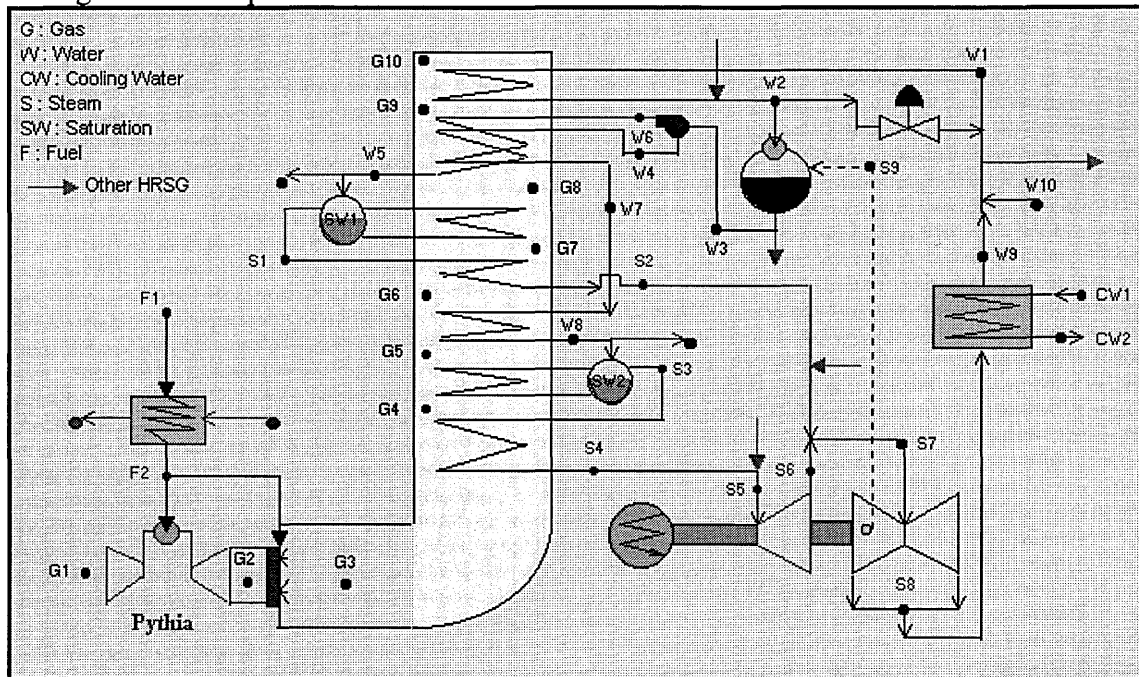 G : Gas
W : Water
CW : Cooling Water
S : Steam
SW : Saturation
F : Fuel
Other HRSG
G10
W1
W2
G9
W6
W4
W5
S9
G8
W10
SW1
W7
W3
G7
W9
S1
S2
G6
CW1
F1
W8
CW2
G5
SW2
S3
G4
S4
S6
S7
F2
S5
G1
G2
G3
S8
Pythia